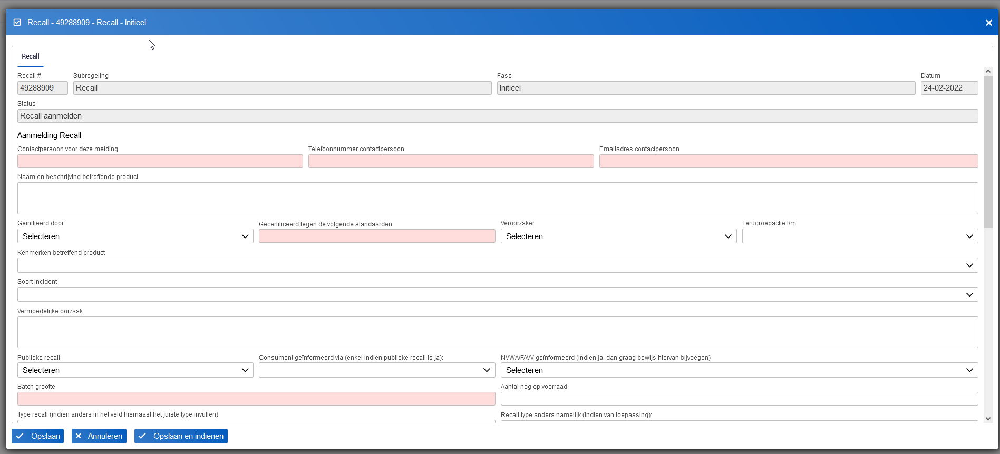 Recall - 49288909 - Recall - Initieel
Recall
Recall # Subregeling Fase Datum
49288909 Recall Initieel 24-02-2022
Status
Recall aanmelden
Aanmelding Recall
Contactpersoon voor deze melding Telefoonnummer contactpersoon Emailadres contactpersoon
Naam en beschrijving betreffende product
Geïnitieerd door Gecertificeerd tegen de volgende standaarden Veroorzaker Terugroepactie t/m
Selecteren Selecteren
Kenmerken betreffend product
Soort incident
Vermoedelijke oorzaak
Publieke recall Consument geïnformeerd via (enkel indien publieke recall is ja): NVWA/FAVV geïnformeerd (Indien ja, dan graag bewijs hiervan bijvoegen)
Selecteren Selecteren
Batch grootte Aantal nog op voorraad
Type recall (indien anders in het veld hiernaast het juiste type invullen) Recall type anders namelijk (indien van toepassing):
Opslaan Annuleren Opslaan en indienen